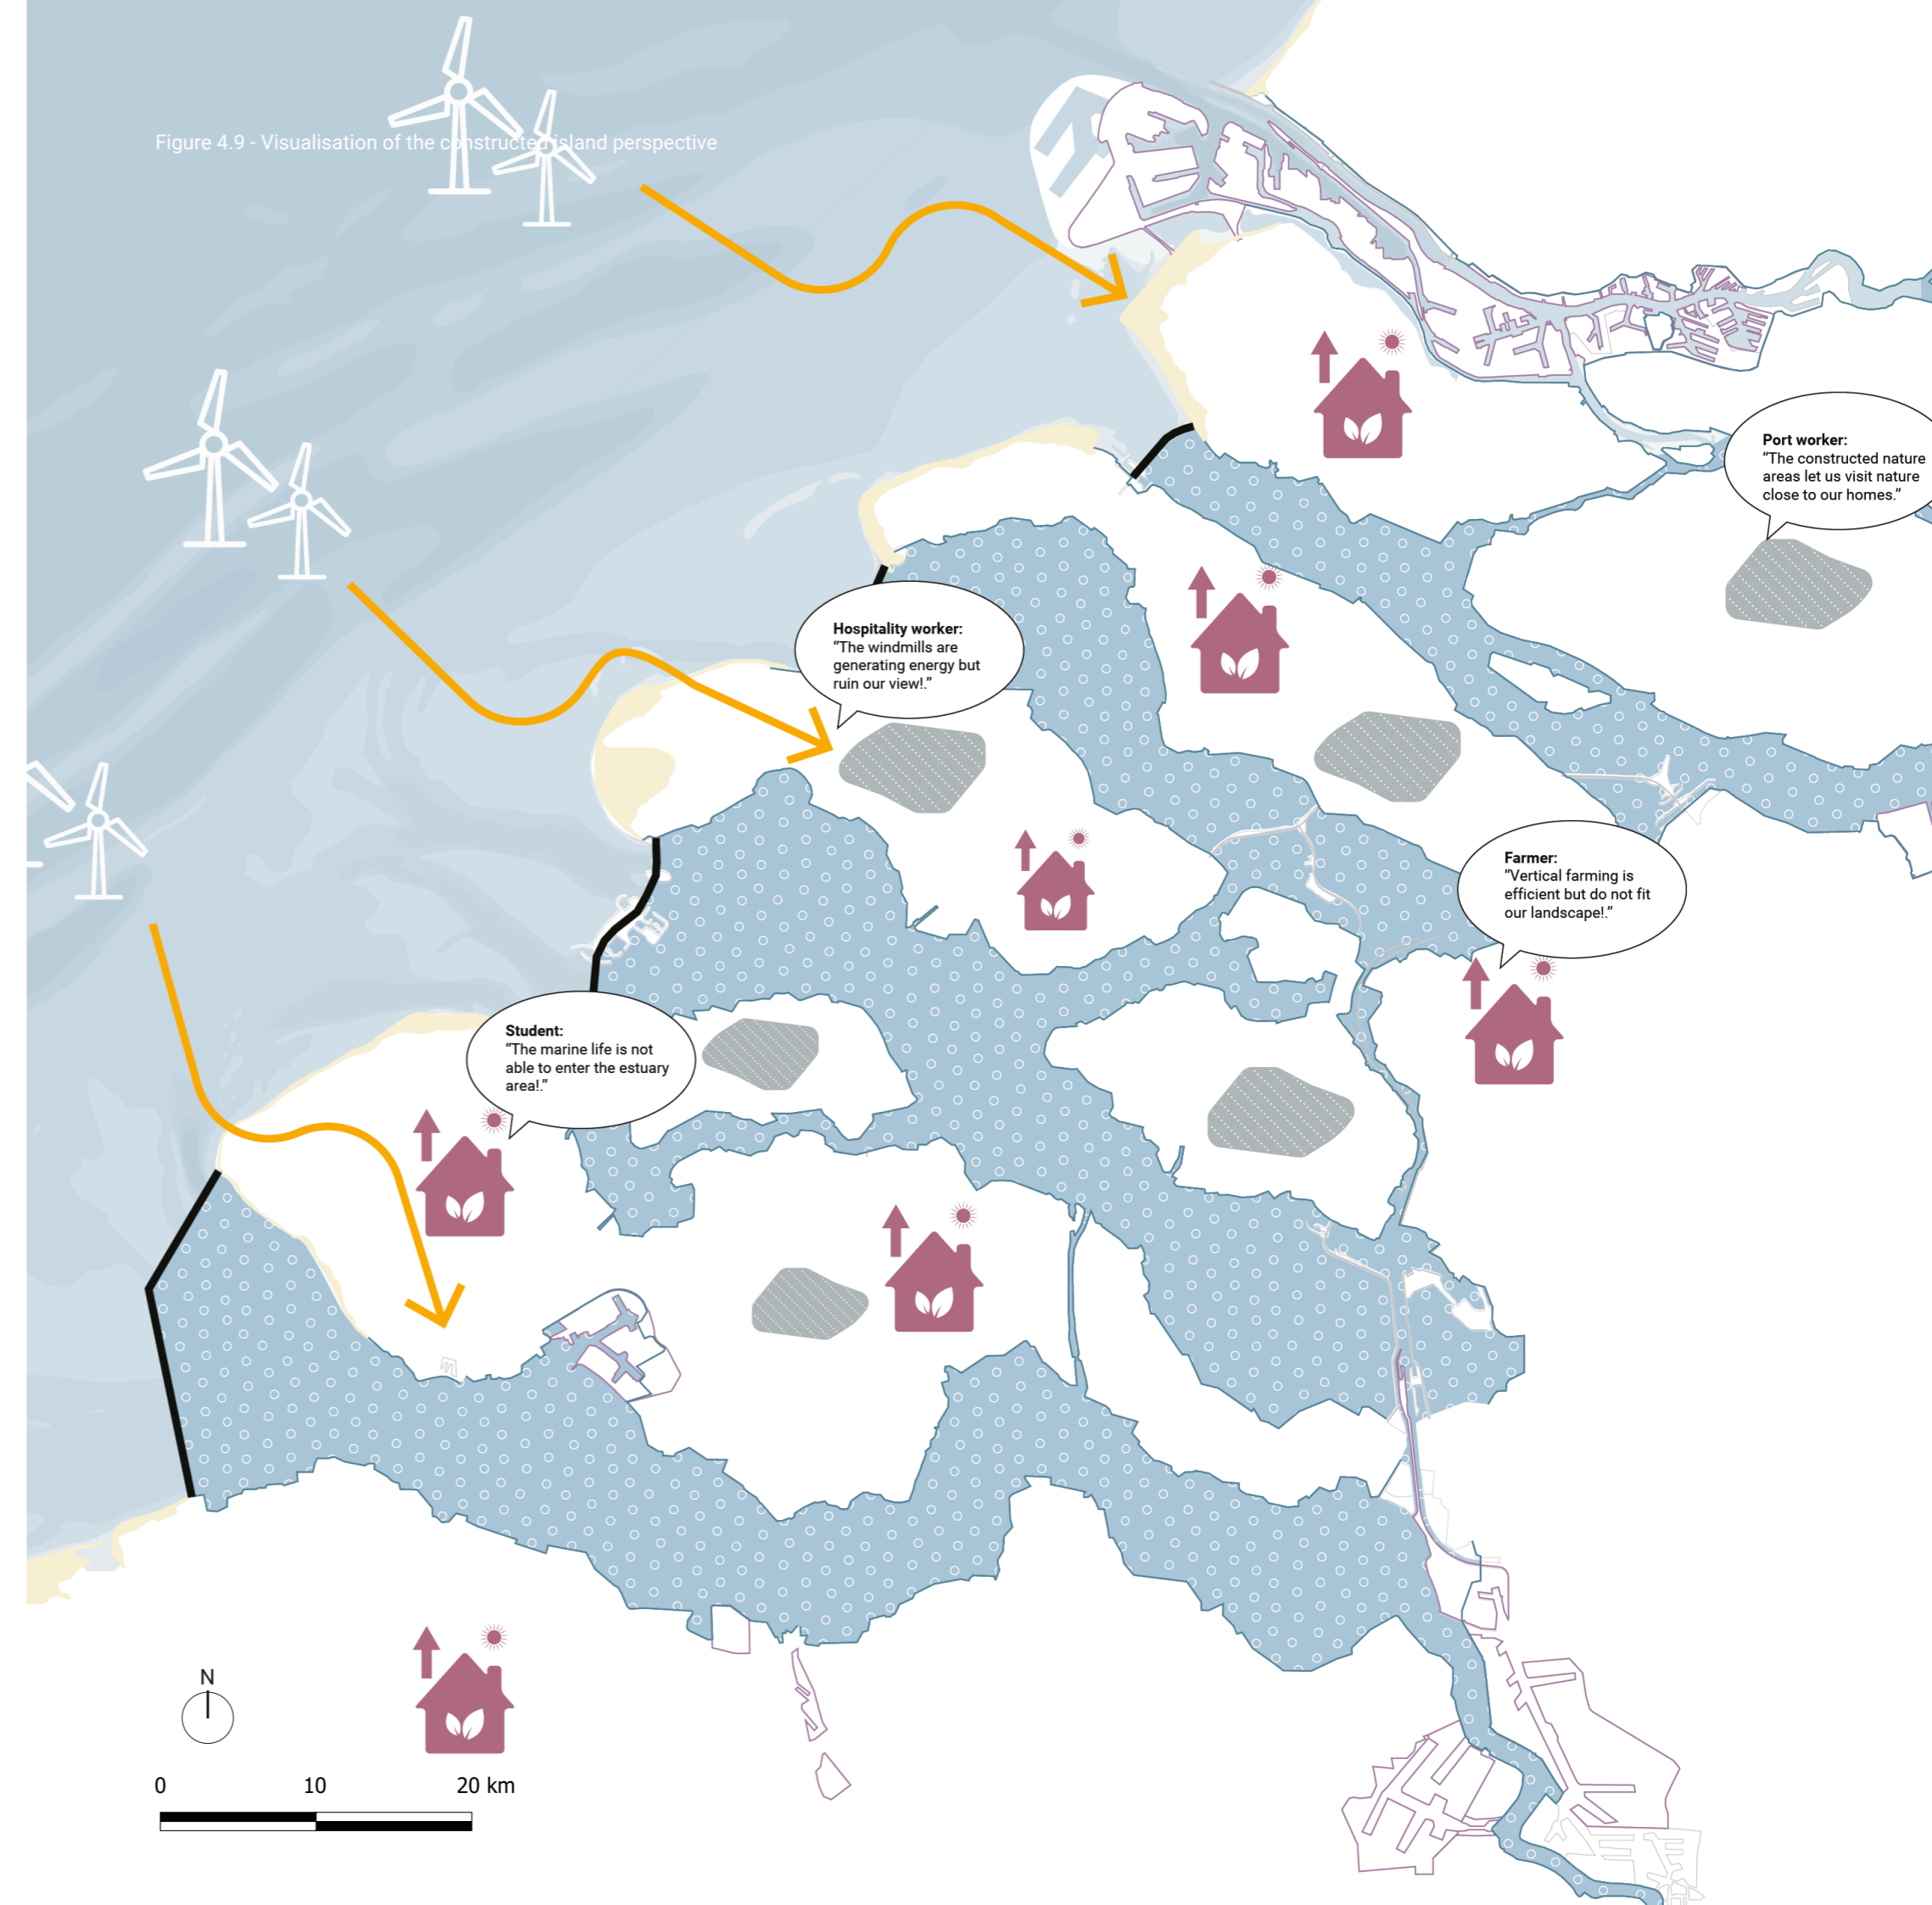 Figure 4.9 - Visualisation of the constructed island perspective
Port worker:
“The constructed nature
areas let us visit nature
close to our homes.”
Hospitality worker:
“The windmills are
generating energy but
ruin our view!.”
Farmer:
“Vertical farming is
efficient but do not fit
our landscape!.”
Student:
“The marine life is not
able to enter the estuary
area!.”
N
0 10 20 km